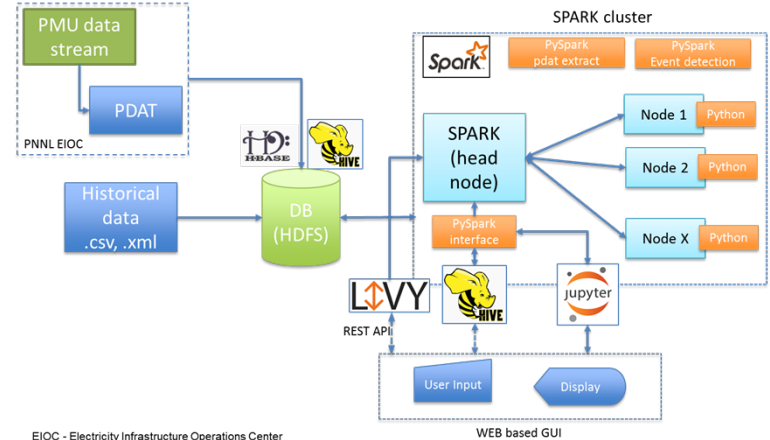 SPARK cluster
PMU data
stream
PDAT
PNNL EIOC
Spark
PySpark
pdat extract
PySpark
Event detection
SPARK
(head
node)
Node 1
Python
Node 2
Python
Node X
Python
H-BASE
HIVE
Historical
data
.csv, .xml
DB
(HDFS)
PySpark
interface
LIVY
HIVE
jupyter
REST API
User Input
Display
WEB based GUI
EIOC - Electricity Infrastructure Operations Center